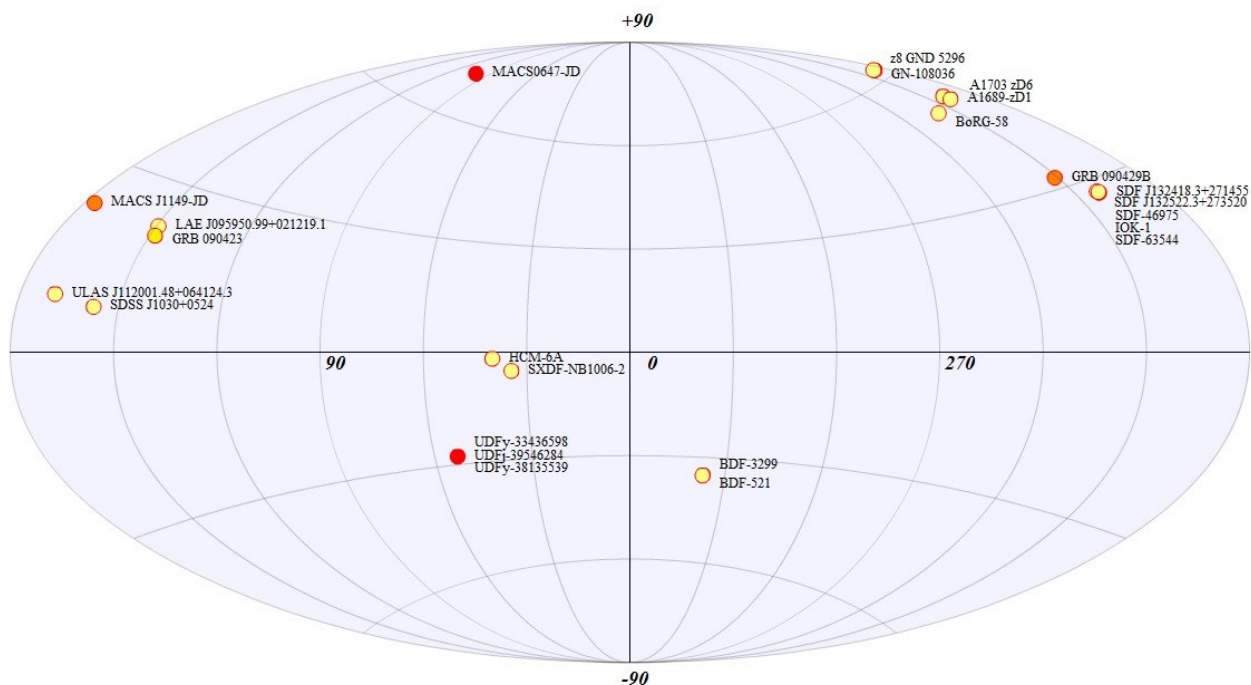 +90
z8 GND 5296
MACS0647-JD
GN-108036
A1703 zD6
A1689-zD1
BoRG-58
GRB 090429B
SDF J132418.3+271455
MACS J1149-JD
SDF J132522.3+273520
SDF-46975
LAE J095950.99+021219.1
IOK-1
GRB 090423
SDF-63544
ULAS J112001.48+064124.3
SDSS J1030+0524
HCM-6A
90
0
270
SXDF-NB1006-2
UDFy-33436598
UDFj-39546284
UDFy-38135539
BDF-3299
BDF-521
-90